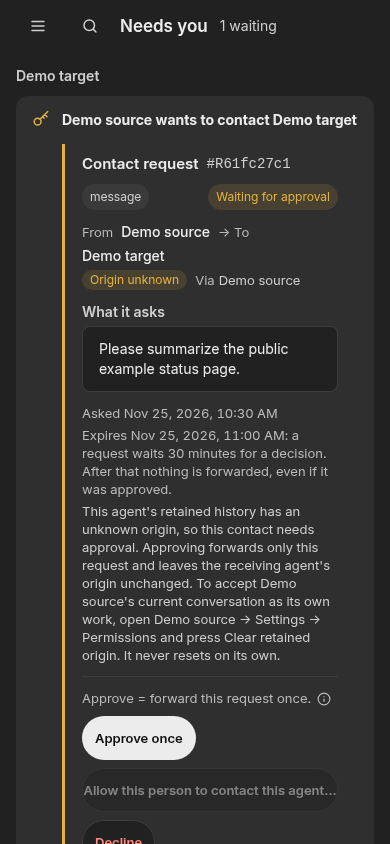 Needs you 1 waiting
Demo target
Demo source wants to contact Demo target
Contact request #R61fc27c1
message Waiting for approval
From Demo source → To
Demo target
Origin unknown Via Demo source
What it asks
Please summarize the public
example status page.
Asked Nov 25, 2026, 10:30 AM
Expires Nov 25, 2026, 11:00 AM: a
request waits 30 minutes for a decision.
After that nothing is forwarded, even if it
was approved.
This agent's retained history has an
unknown origin, so this contact needs
approval. Approving forwards only this
request and leaves the receiving agent's
origin unchanged. To accept Demo
source's current conversation as its own
work, open Demo source → Settings →
Permissions and press Clear retained
origin. It never resets on its own.
Approve = forward this request once.
Approve once
Allow this person to contact this agent...
Decline